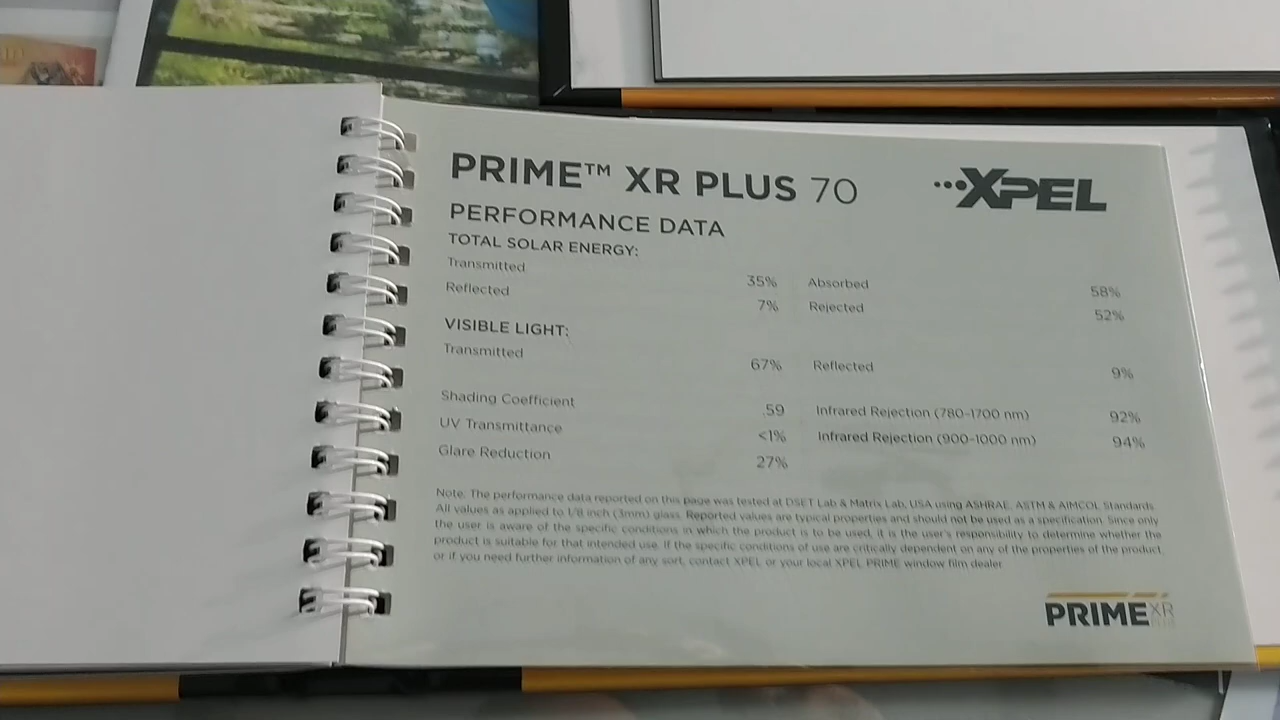 PRIME™ XR PLUS 70
XPEL
PERFORMANCE DATA
TOTAL SOLAR ENERGY:
Transmitted 35% Absorbed 58%
Reflected 7% Rejected 52%
VISIBLE LIGHT:
Transmitted 67% Reflected 9%
Shading Coefficient .59 Infrared Rejection (780-1700 nm) 92%
UV Transmittance <1% Infrared Rejection (900-1000 nm) 94%
Glare Reduction 27%
Note: The performance data reported on this page was tested at DSET Lab & Matrix Lab, USA using ASHRAE, ASTM & AIMCOL Standards.
All values as applied to 1/8 inch (3mm) glass. Reported values are typical properties and should not be used as a specification. Since only
the user is aware of the specific conditions in which the product is to be used, it is the user's responsibility to determine whether the
product is suitable for that intended use. If the specific conditions of use are critically dependent on any of the properties of the product,
or if you need further information of any sort, contact XPEL or your local XPEL PRIME window film dealer.
PRIME XR